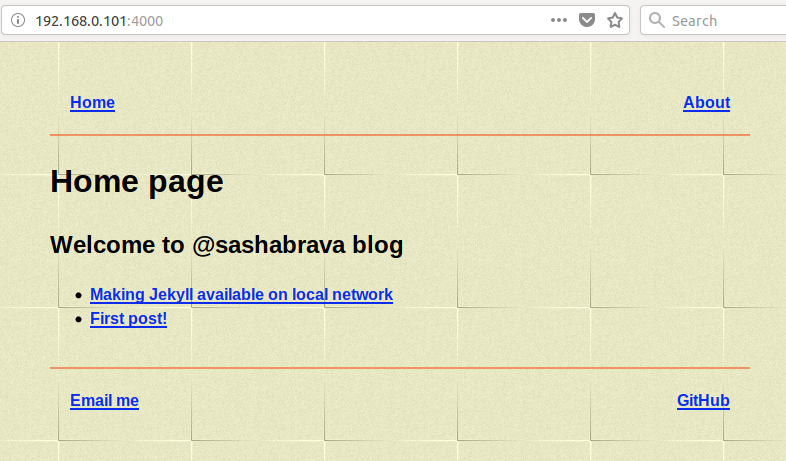 192.168.0.101:4000
Search
Home
About
Home page
Welcome to @sashabrava blog
Making Jekyll available on local network
First post!
Email me
GitHub